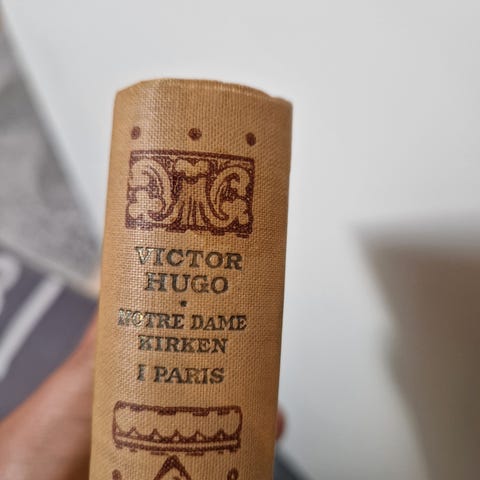 VICTOR
HUGO
NOTRE DAME
KIRKEN
I PARIS